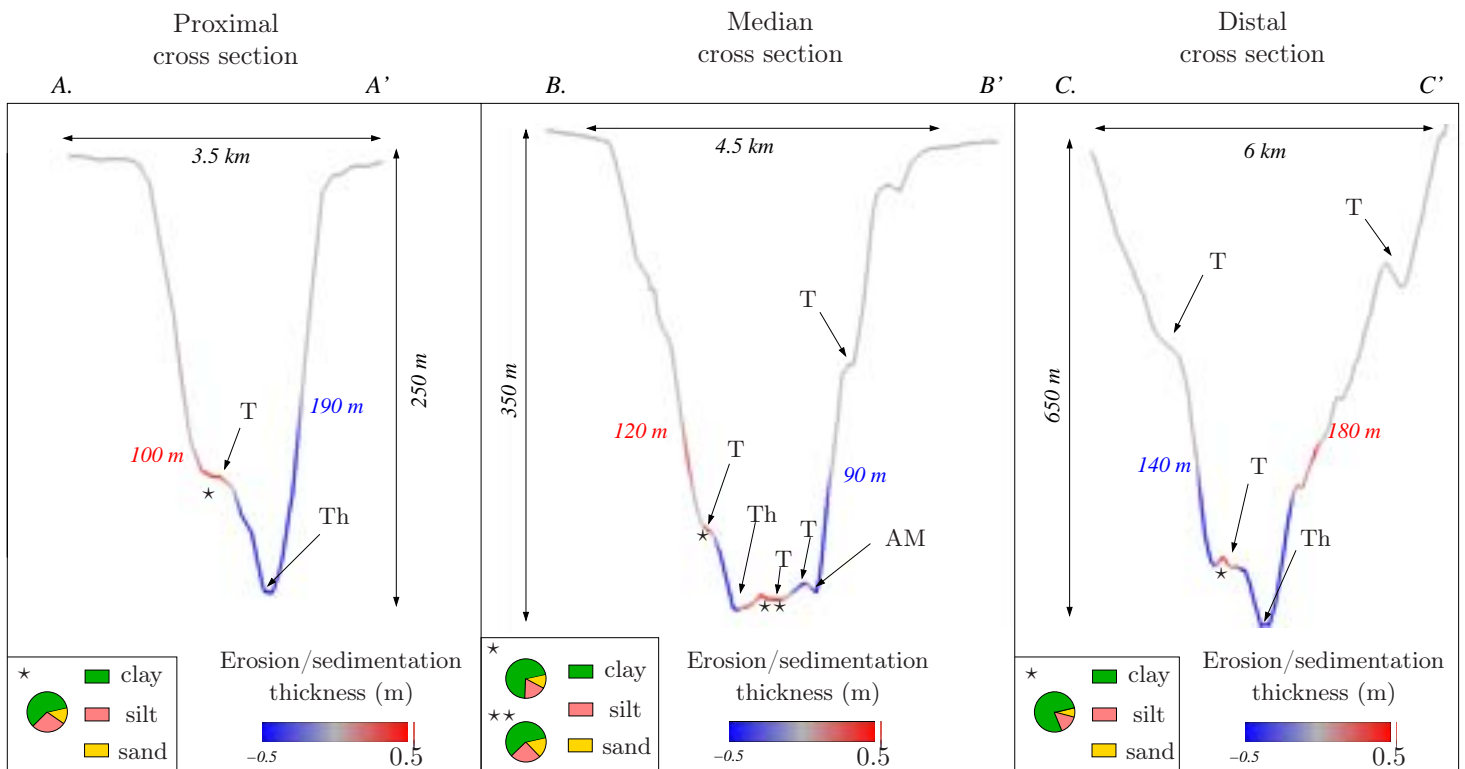 Proximal
cross section
Median
cross section
Distal
cross section
A.
A’
B.
B’
C.
C’
3.5 km
250 m
190 m
100 m
T
Th
⋆
4.5 km
350 m
T
120 m
T
90 m
Th
T
T
AM
⋆
⋆⋆
6 km
650 m
T
T
180 m
140 m
T
Th
⋆
⋆
clay
silt
sand
Erosion/sedimentation
thickness (m)
−0.5
0.5
⋆
⋆⋆
clay
silt
sand
Erosion/sedimentation
thickness (m)
−0.5
0.5
⋆
clay
silt
sand
Erosion/sedimentation
thickness (m)
−0.5
0.5